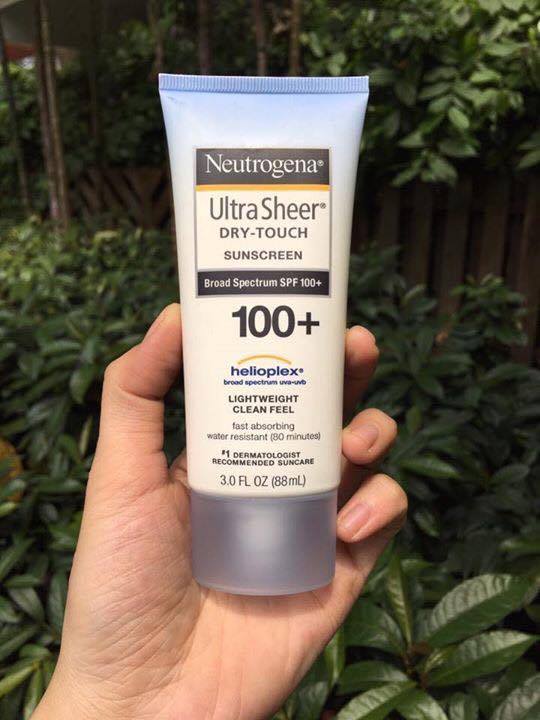 Neutrogena®
Ultra Sheer®
DRY-TOUCH
SUNSCREEN
Broad Spectrum SPF 100+
100+
helioplex®
broad spectrum uva-uvb
LIGHTWEIGHT
CLEAN FEEL
fast absorbing
water resistant (80 minutes)
#1 DERMATOLOGIST
RECOMMENDED SUNCARE
3.0 FL OZ (88mL)